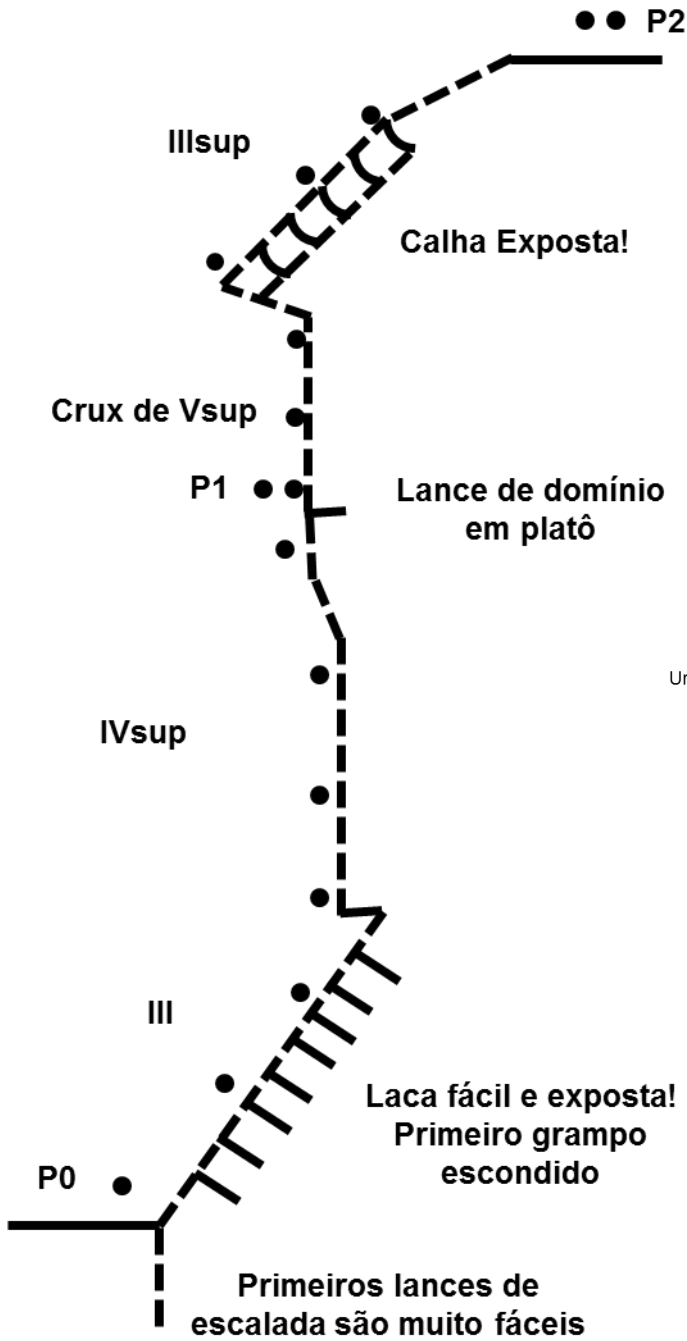 P2
IIIsup
Calha Exposta!
Crux de Vsup
P1
Lance de domínio
em platô
Ur
IVsup
III
Laca fácil e exposta!
Primeiro grampo
escondido
P0
Primeiros lances de
escalada são muito fáceis